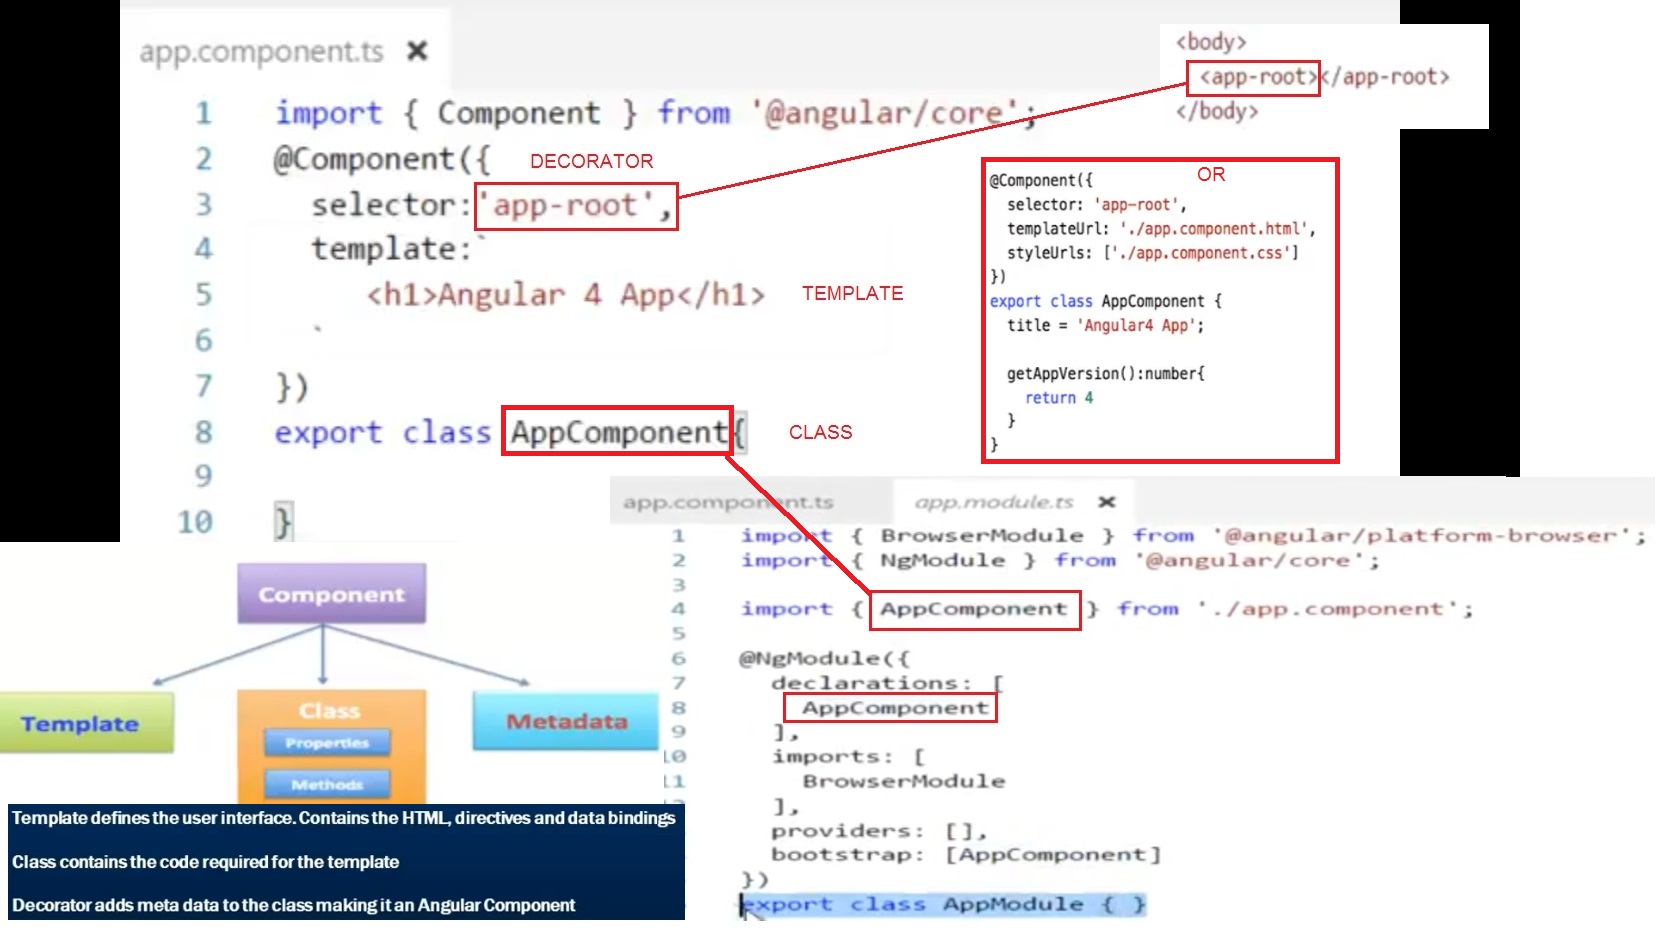 app.component.ts ✖
1 import { Component } from '@angular/core';
2 @Component({ DECORATOR
3 selector:'app-root',
4 template:`
5 <h1>Angular 4 App</h1> TEMPLATE
6 `
7 })
8 export class AppComponent{ CLASS
9
10 }
<body>
<app-root></app-root>
</body>
OR
@Component({
selector: 'app-root',
templateUrl: './app.component.html',
styleUrls: ['./app.component.css']
})
export class AppComponent {
title = 'Angular4 App';
getAppVersion():number{
return 4
}
}
app.component.ts app.module.ts ✖
1 import { BrowserModule } from '@angular/platform-browser';
2 import { NgModule } from '@angular/core';
3
4 import { AppComponent } from './app.component';
5
6 @NgModule({
7 declarations: [
8 AppComponent
9 ],
10 imports: [
11 BrowserModule
],
providers: [],
bootstrap: [AppComponent]
})
export class AppModule { }
Component
Template
Class
Properties
Methods
Metadata
Template defines the user interface. Contains the HTML, directives and data bindings
Class contains the code required for the template
Decorator adds meta data to the class making it an Angular Component